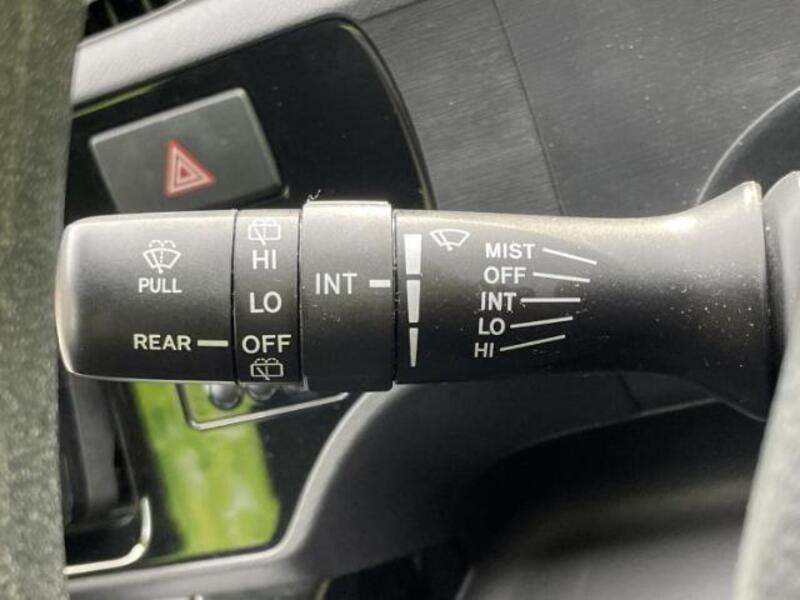 PULL
REAR
HI
LO
OFF
INT
MIST
OFF
INT
LO
HI